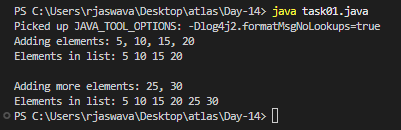 PS C:\Users\rjaswava\Desktop\atlas\Day-14> java task01.java
Picked up JAVA_TOOL_OPTIONS: -Dlog4j2.formatMsgNoLookups=true
Adding elements: 5, 10, 15, 20
Elements in list: 5 10 15 20
Adding more elements: 25, 30
Elements in list: 5 10 15 20 25 30
PS C:\Users\rjaswava\Desktop\atlas\Day-14>